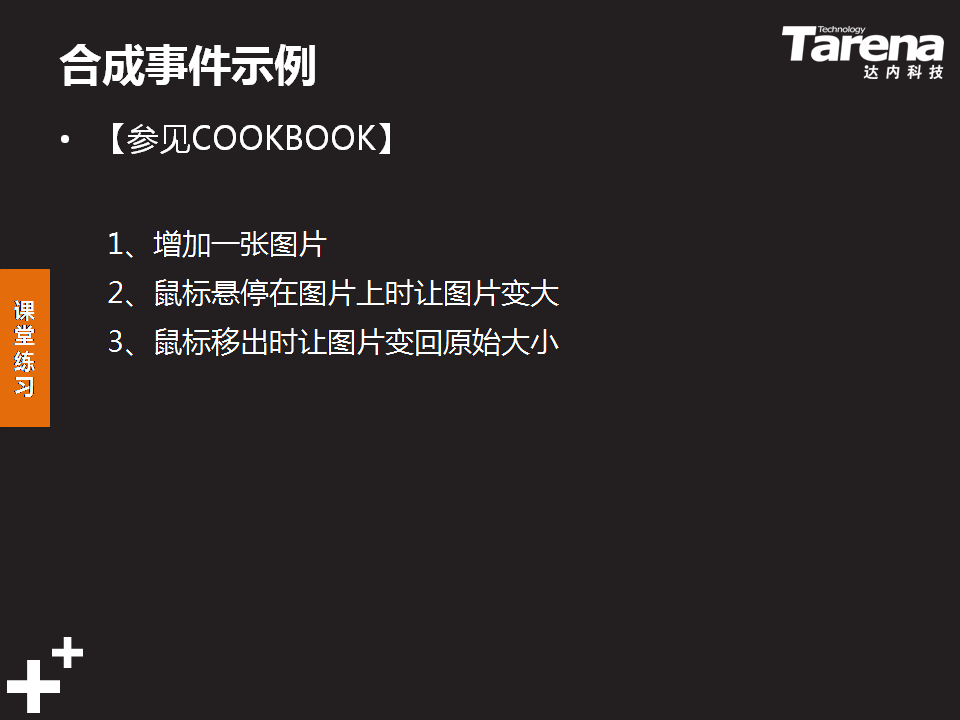 合成事件示例
Technology
Tarena
达内科技
• 【参见COOKBOOK】
1、增加一张图片
2、鼠标悬停在图片上时让图片变大
3、鼠标移出时让图片变回原始大小
课
堂
练
习